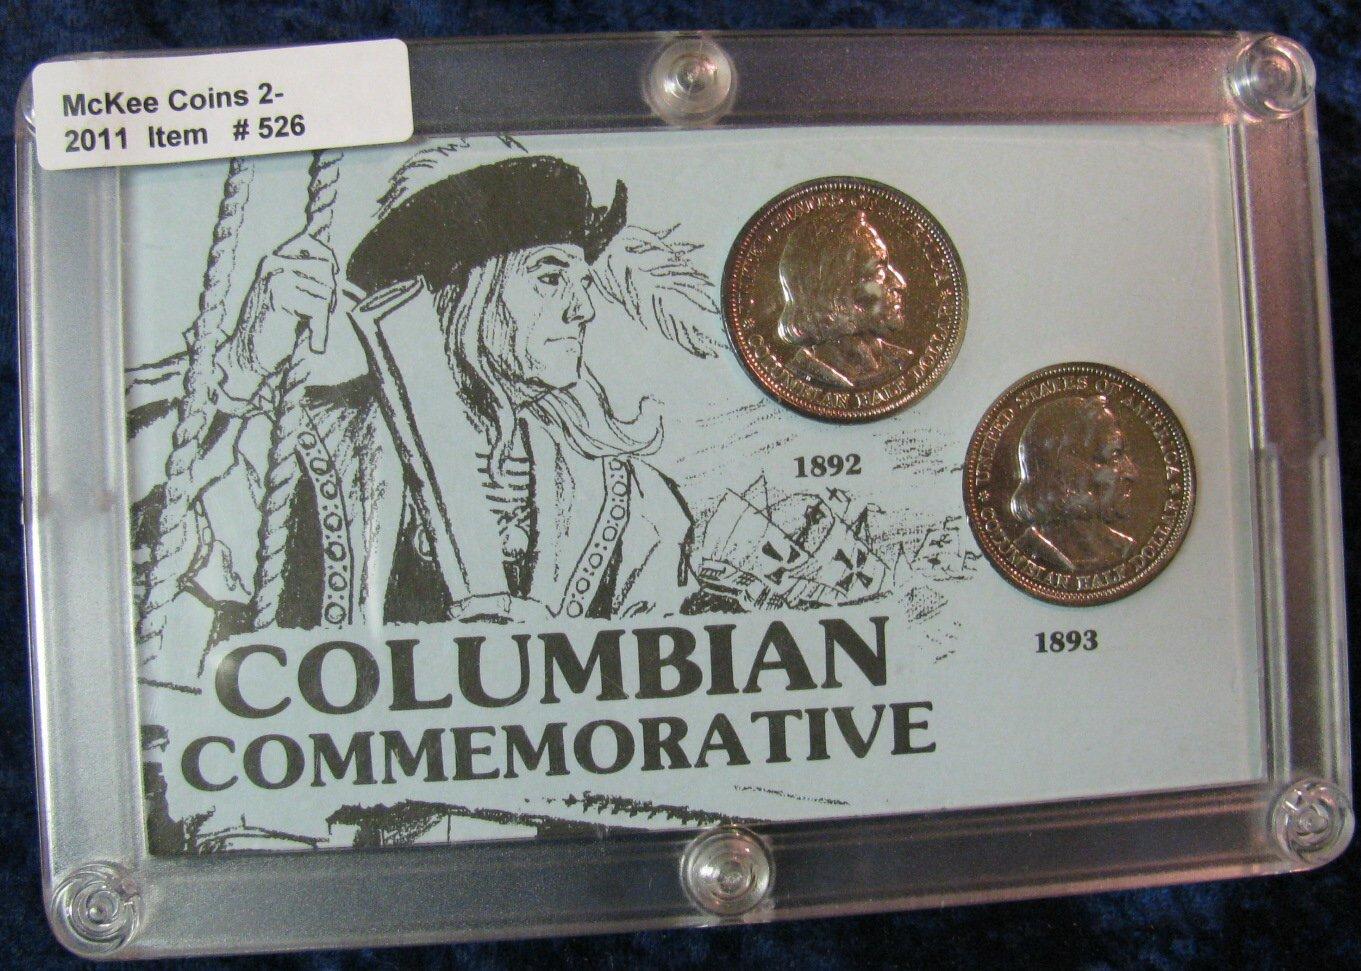 McKee Coins 2-
2011 Item # 526
UNITED STATES OF AMERICA
★ COLUMBIAN HALF DOLLAR ★
1892
UNITED STATES OF AMERICA
★ COLUMBIAN HALF DOLLAR ★
1893
COLUMBIAN
COMMEMORATIVE